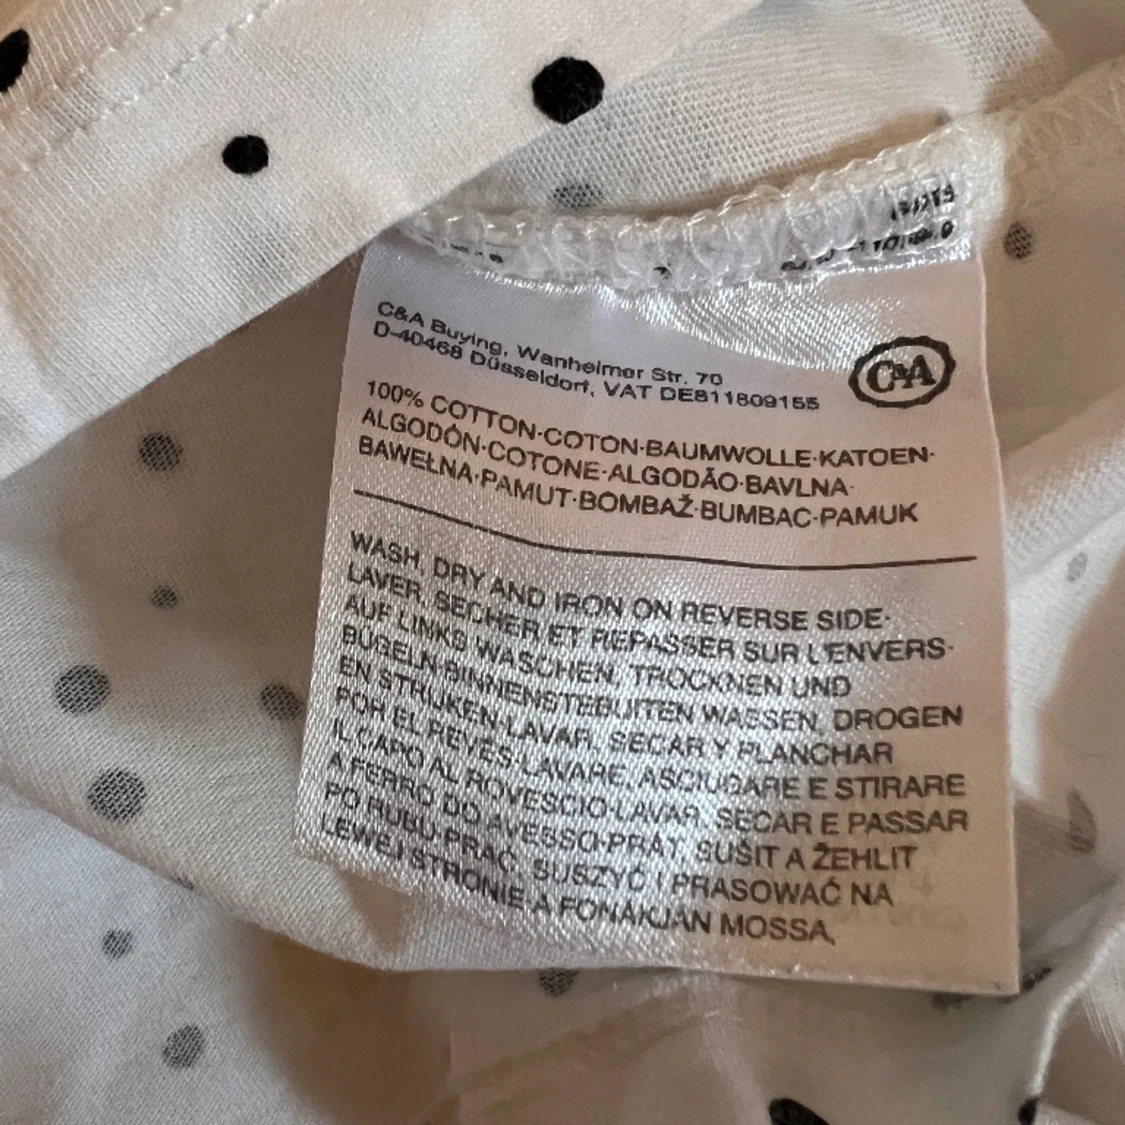 C&A Buying, Wanheimer Str. 70
D-40468 Düsseldorf, VAT DE811809155
C&A
100% COTTON·COTON·BAUMWOLLE·KATOEN·
ALGODÓN·COTONE·ALGODÃO·BAVLNA·
BAWEŁNA·PAMUT·BOMBAŽ·BUMBAC·PAMUK
WASH, DRY AND IRON ON REVERSE SIDE·
LAVER, SECHER ET REPASSER SUR L'ENVERS·
AUF LINKS WASCHEN, TROCKNEN UND
BÜGELN·BINNENSTEBUITEN WASSEN, DROGEN
EN STRIJKEN·LAVAR, SECAR Y PLANCHAR
POR EL REVÉS·LAVARE, ASCIUGARE E STIRARE
IL CAPO AL ROVESCIO·LAVAR, SECAR E PASSAR
A FERRO DO AVESSO·PRÁT, SUŠIT A ŽEHLIT
PO RUBU·PRAĆ, SUSZYĆ I PRASOWAĆ NA
LEWEJ STRONIE·A FONÁKJÁN MOSSA,